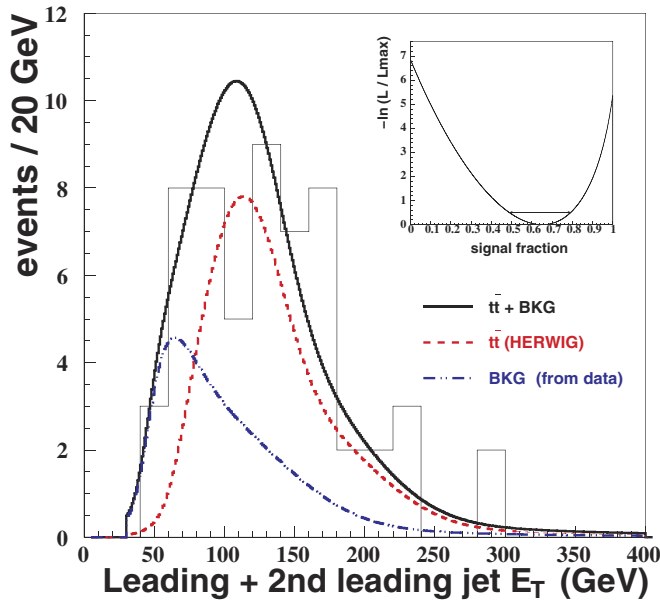 events / 20 GeV
12
10
8
6
4
2
0
0 50 100 150 200 250 300 350 400
Leading + 2nd leading jet E_T (GeV)
−ln (L / Lmax)
7
6
5
4
3
2
1
0
0 0.1 0.2 0.3 0.4 0.5 0.6 0.7 0.8 0.9 1
signal fraction
tt̄ + BKG
tt̄ (HERWIG)
BKG (from data)